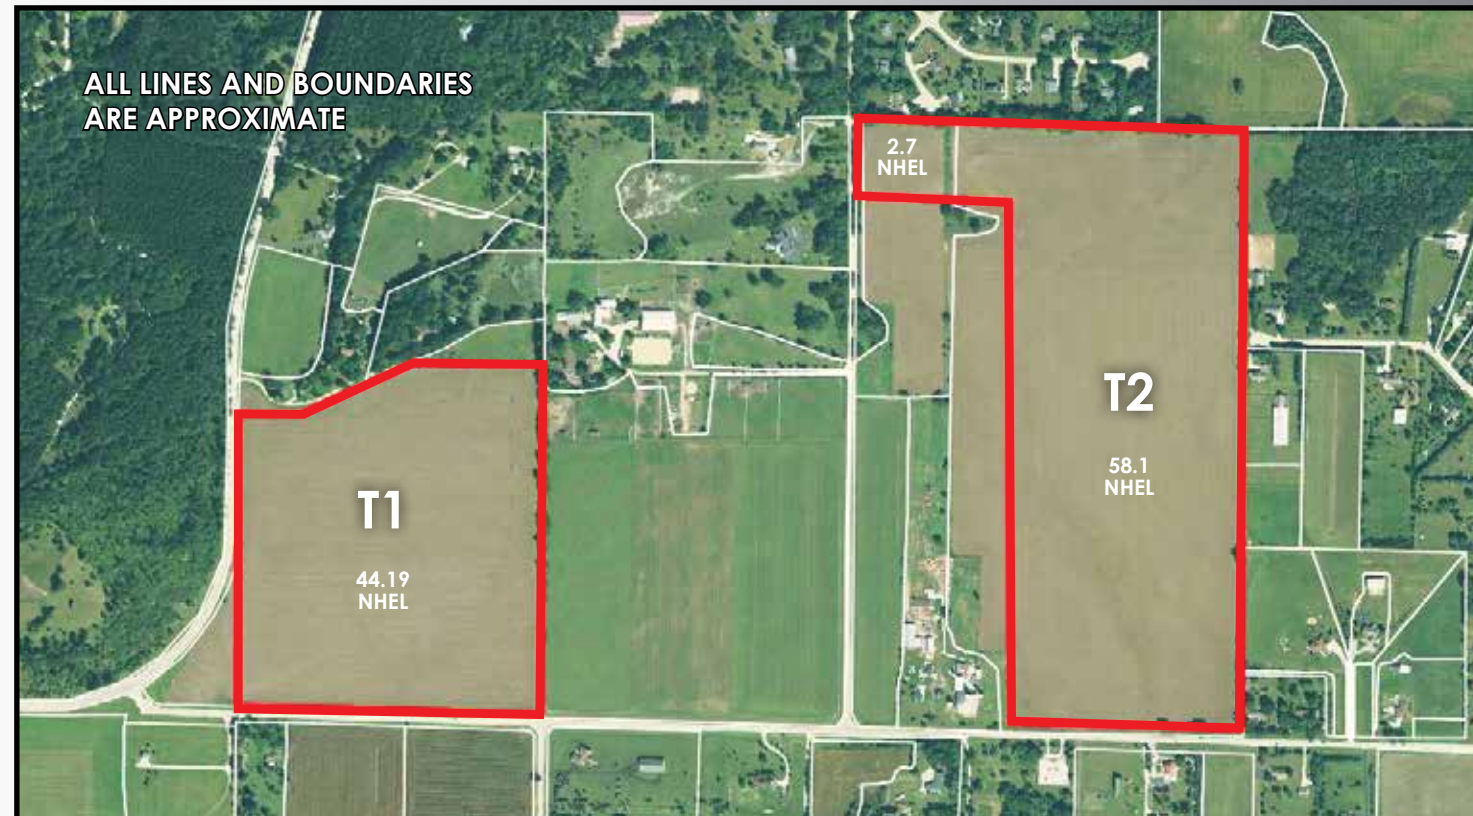 ALL LINES AND BOUNDARIES
ARE APPROXIMATE
2.7
NHEL
T2
58.1
NHEL
T1
44.19
NHEL